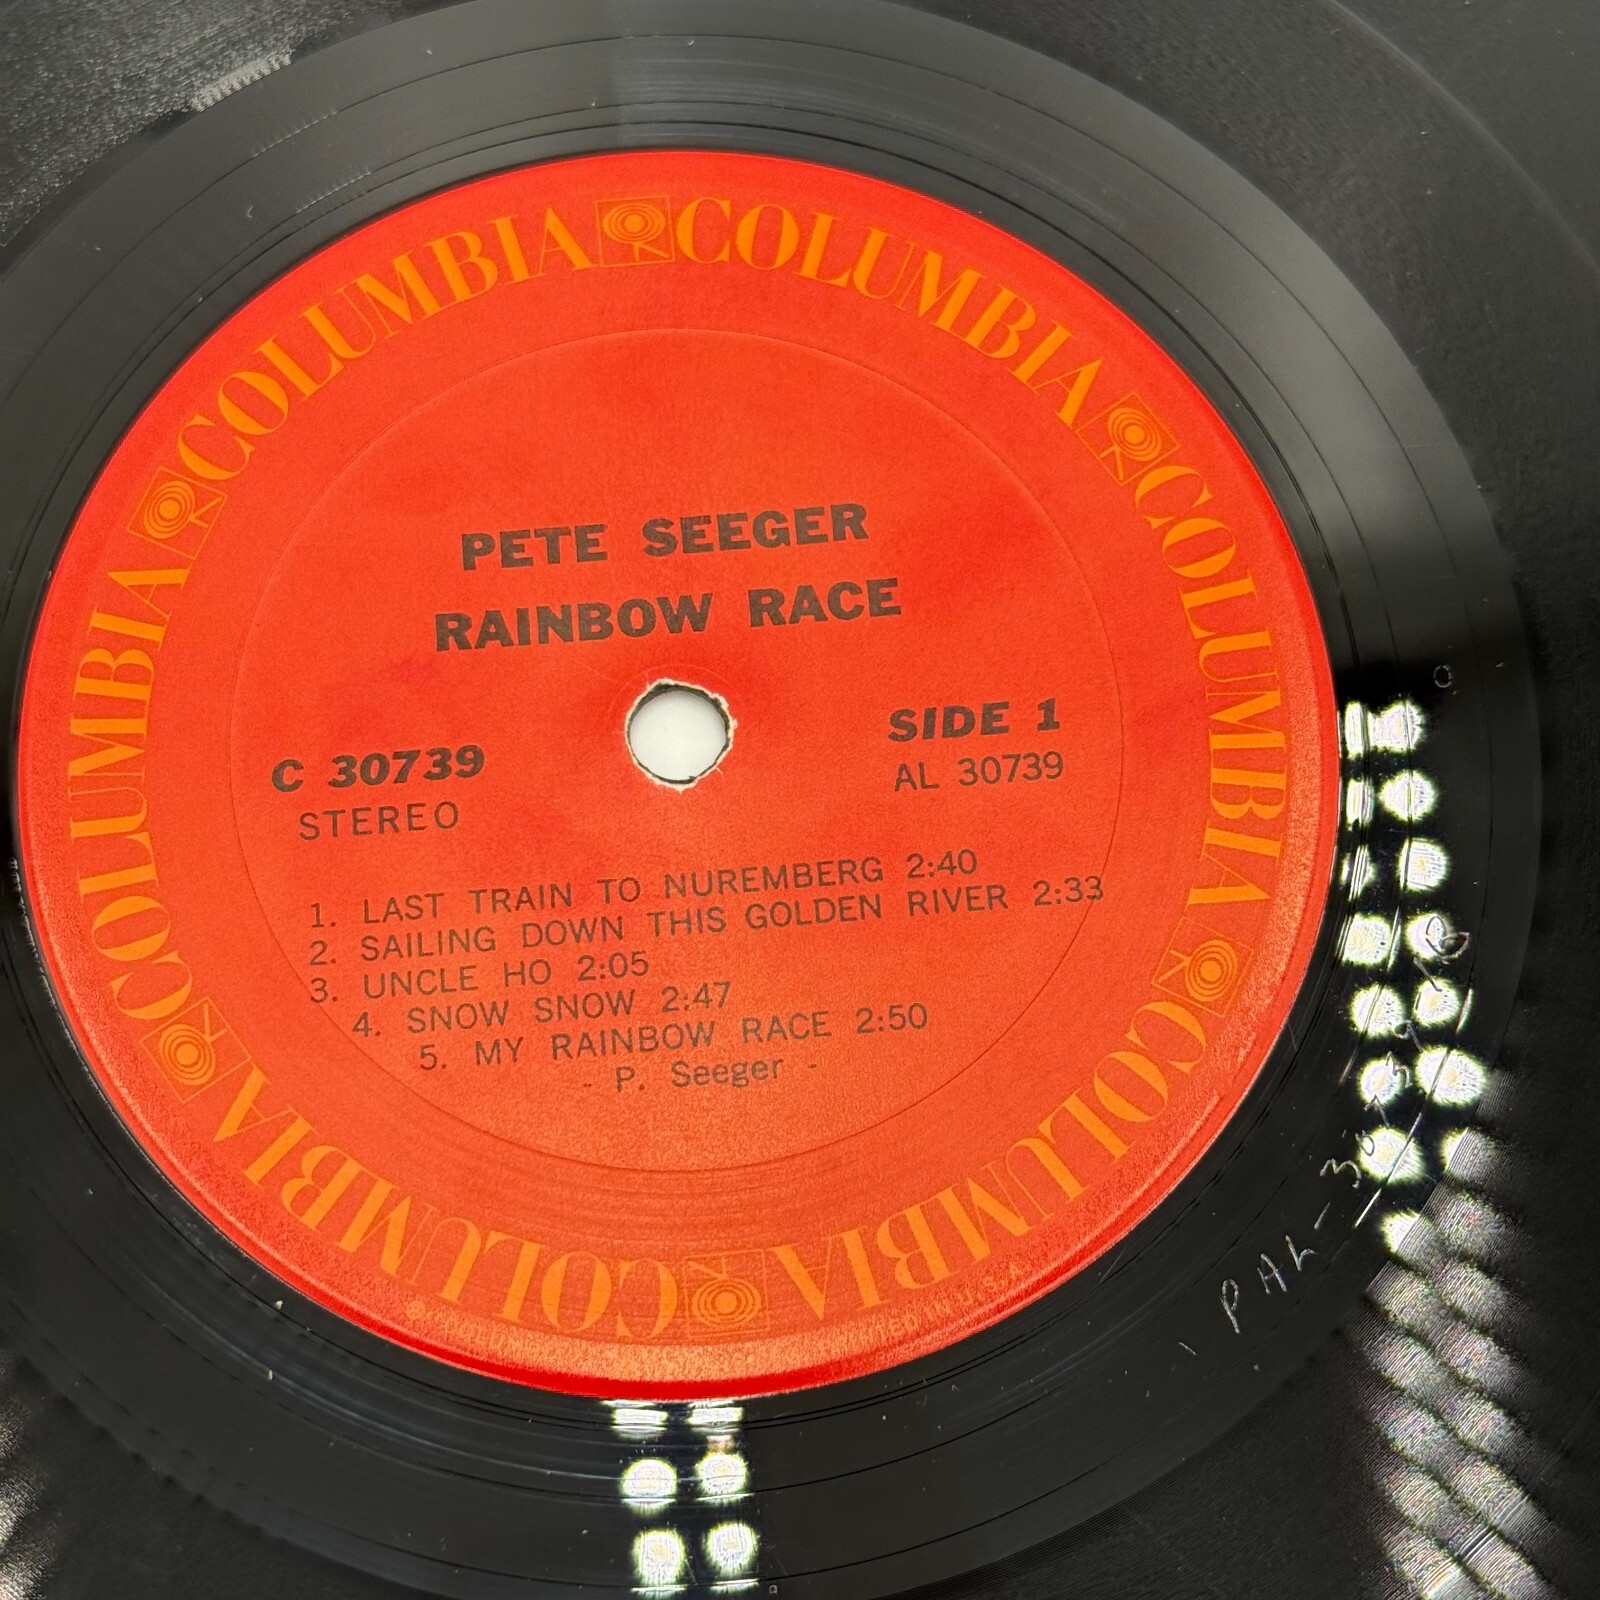 COLUMBIA COLUMBIA COLUMBIA COLUMBIA COLUMBIA COLUMBIA
PETE SEEGER
RAINBOW RACE
C 30739
STEREO
SIDE 1
AL 30739
1. LAST TRAIN TO NUREMBERG 2:40
2. SAILING DOWN THIS GOLDEN RIVER 2:33
3. UNCLE HO 2:05
4. SNOW SNOW 2:47
5. MY RAINBOW RACE 2:50
- P. Seeger -